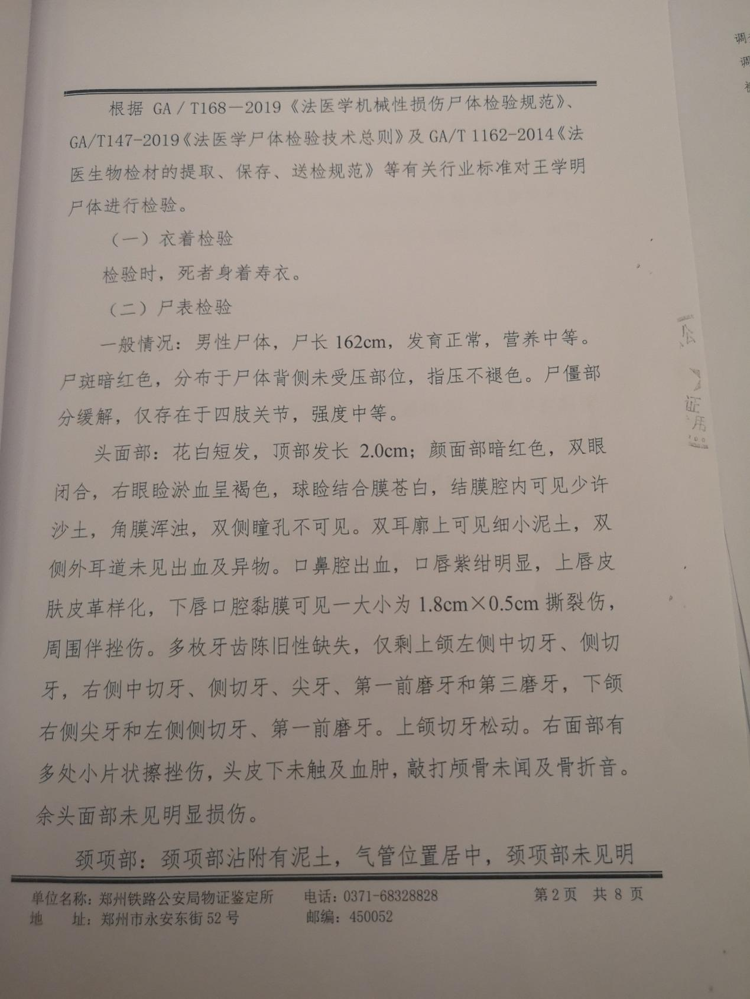 根据 GA／T168－2019《法医学机械性损伤尸体检验规范》、
GA/T147-2019《法医学尸体检验技术总则》及 GA/T 1162-2014《法
医生物检材的提取、保存、送检规范》等有关行业标准对王学明
尸体进行检验。
（一）衣着检验
检验时，死者身着寿衣。
（二）尸表检验
一般情况：男性尸体，尸长 162cm，发育正常，营养中等。
尸斑暗红色，分布于尸体背侧未受压部位，指压不褪色。尸僵部
分缓解，仅存在于四肢关节，强度中等。
头面部：花白短发，顶部发长 2.0cm；颜面部暗红色，双眼
闭合，右眼睑淤血呈褐色，球睑结合膜苍白，结膜腔内可见少许
沙土，角膜浑浊，双侧瞳孔不可见。双耳廓上可见细小泥土，双
侧外耳道未见出血及异物。口鼻腔出血，口唇紫绀明显，上唇皮
肤皮革样化，下唇口腔黏膜可见一大小为 1.8cm×0.5cm 撕裂伤，
周围伴挫伤。多枚牙齿陈旧性缺失，仅剩上颌左侧中切牙、侧切
牙，右侧中切牙、侧切牙、尖牙、第一前磨牙和第三磨牙，下颌
右侧尖牙和左侧侧切牙、第一前磨牙。上颌切牙松动。右面部有
多处小片状擦挫伤，头皮下未触及血肿，敲打颅骨未闻及骨折音。
余头面部未见明显损伤。
颈项部：颈项部沾附有泥土，气管位置居中，颈项部未见明
单位名称：郑州铁路公安局物证鉴定所 电话：0371-68328828 第 2 页 共 8 页
地 址：郑州市永安东街 52 号 邮编：450052
调
调
公
证
用